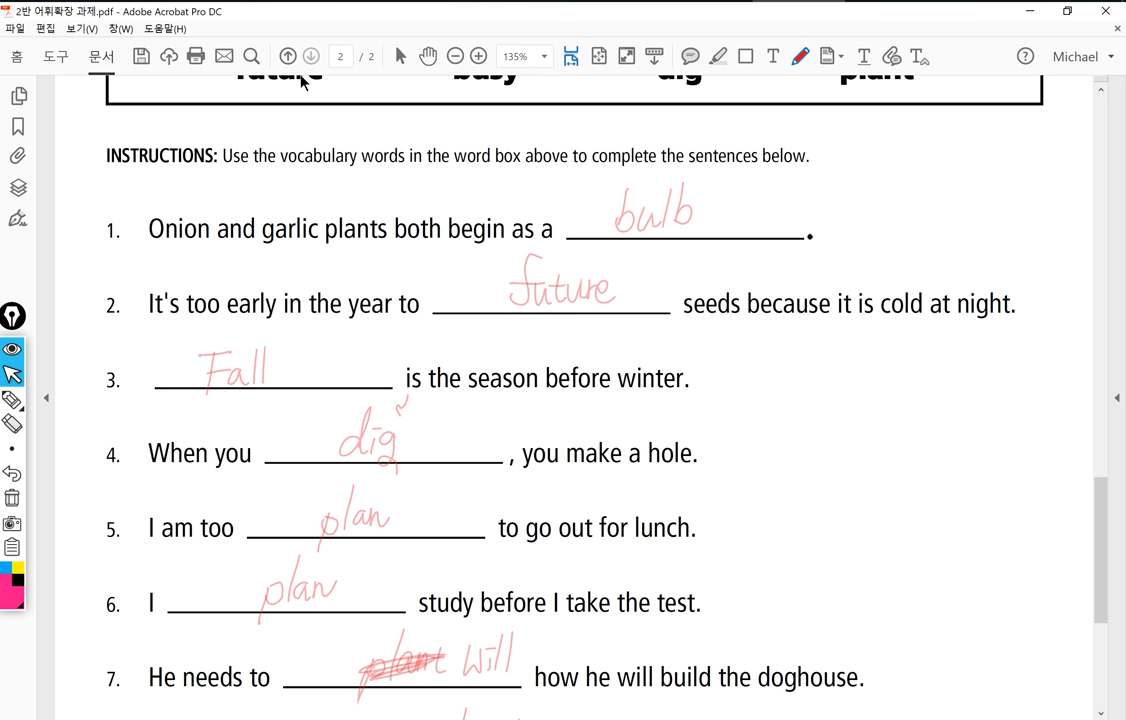 2반 어휘확장 과제.pdf - Adobe Acrobat Pro DC
파일 편집 보기(V) 창(W) 도움말(H)
홈 도구 문서 2 / 2 135% Michael
future busy dig plant
INSTRUCTIONS: Use the vocabulary words in the word box above to complete the sentences below.
1. Onion and garlic plants both begin as a bulb.
2. It's too early in the year to future seeds because it is cold at night.
3. Fall is the season before winter.
4. When you dig, you make a hole.
5. I am too plan to go out for lunch.
6. I plan study before I take the test.
7. He needs to plant will how he will build the doghouse.